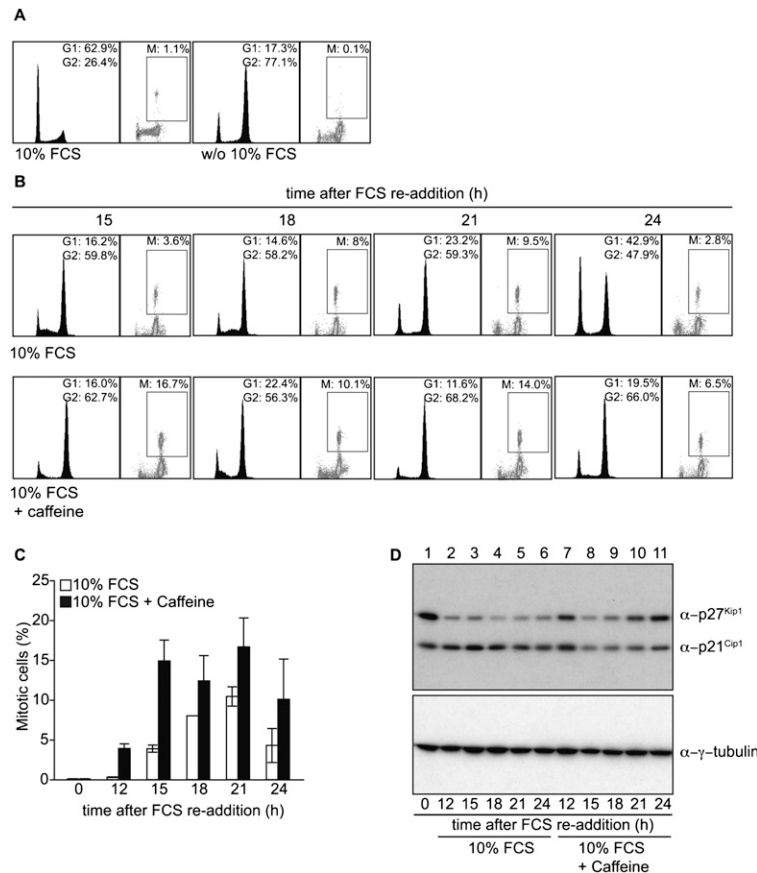 A
G1: 62.9%
G2: 26.4%
M: 1.1%
G1: 17.3%
G2: 77.1%
M: 0.1%
10% FCS
w/o 10% FCS
B
time after FCS re-addition (h)
15
18
21
24
G1: 16.2%
G2: 59.8%
M: 3.6%
G1: 14.6%
G2: 58.2%
M: 8%
G1: 23.2%
G2: 59.3%
M: 9.5%
G1: 42.9%
G2: 47.9%
M: 2.8%
10% FCS
G1: 16.0%
G2: 62.7%
M: 16.7%
G1: 22.4%
G2: 56.3%
M: 10.1%
G1: 11.6%
G2: 68.2%
M: 14.0%
G1: 19.5%
G2: 66.0%
M: 6.5%
10% FCS
+ caffeine
C
10% FCS
10% FCS + Caffeine
Mitotic cells (%)
25
20
15
10
5
0
0 12 15 18 21 24
time after FCS re-addition (h)
D
1 2 3 4 5 6 7 8 9 10 11
α–p27Kip1
α–p21Cip1
α–γ–tubulin
0 12 15 18 21 24 12 15 18 21 24
time after FCS re-addition (h)
10% FCS
10% FCS
+ Caffeine